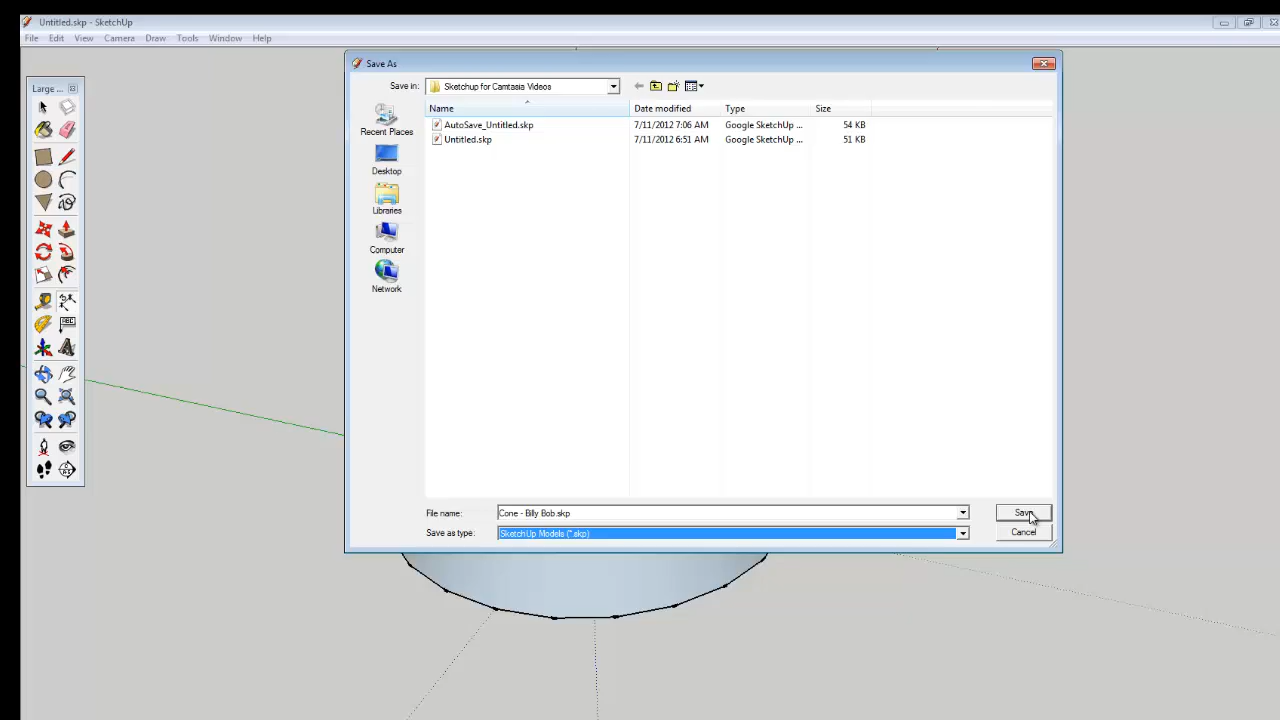 Untitled.skp - SketchUp
File Edit View Camera Draw Tools Window Help
Large ...
Save As
Save in: Sketchup for Camtasia Videos
Name Date modified Type Size
AutoSave_Untitled.skp 7/11/2012 7:06 AM Google SketchUp ... 54 KB
Untitled.skp 7/11/2012 6:51 AM Google SketchUp ... 51 KB
Recent Places
Desktop
Libraries
Computer
Network
File name: Cone - Billy Bob.skp Save
Save as type: SketchUp Models (*.skp) Cancel
ABC